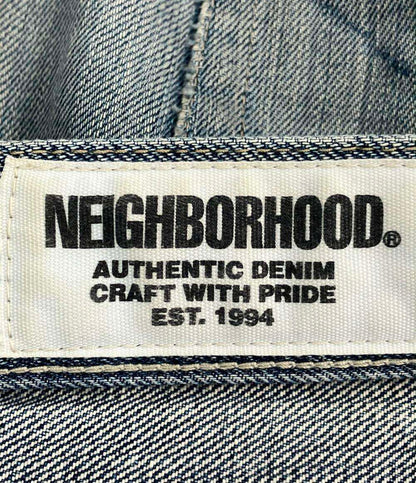 NEIGHBORHOOD®
AUTHENTIC DENIM
CRAFT WITH PRIDE
EST. 1994